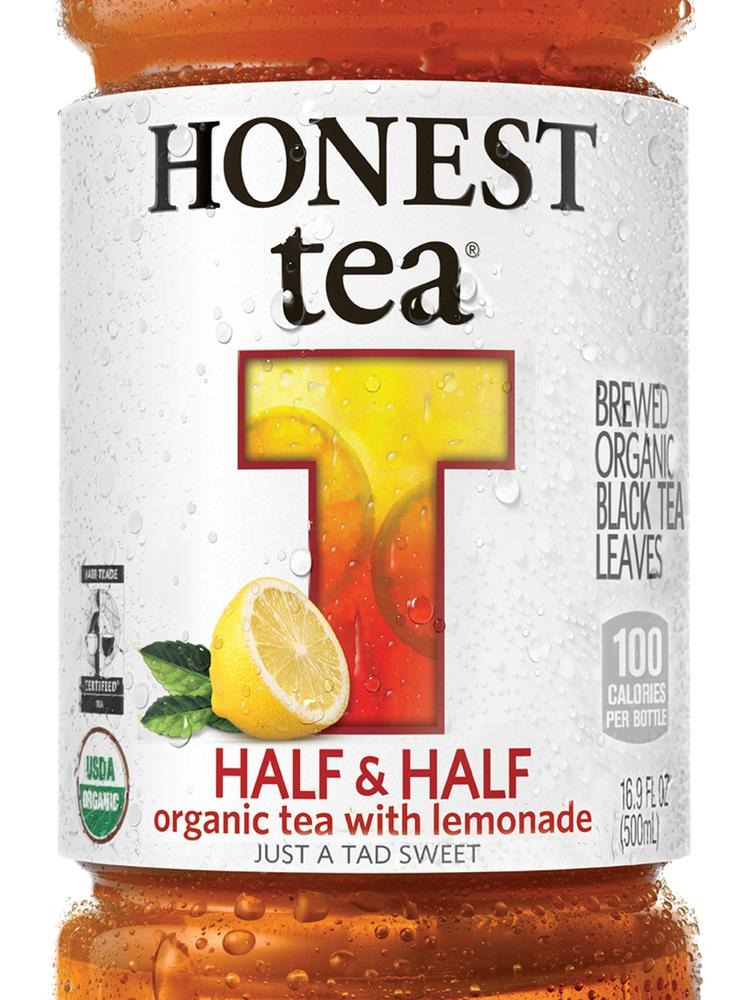 HONEST
tea®
T
BREWED
ORGANIC
BLACK TEA
LEAVES
FAIR TRADE
CERTIFIED
TEA
100
CALORIES
PER BOTTLE
USDA
ORGANIC
HALF & HALF
organic tea with lemonade
JUST A TAD SWEET
16.9 FL OZ
(500mL)